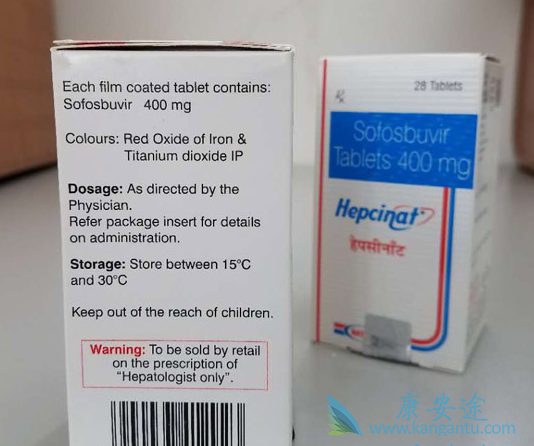 Each film coated tablet contains:
Sofosbuvir 400 mg
Colours: Red Oxide of Iron &
Titanium dioxide IP
Dosage: As directed by the
Physician.
Refer package insert for details
on administration.
Storage: Store between 15°C
and 30°C
Keep out of the reach of children.
Warning: To be sold by retail
on the prescription of
“Hepatologist only”.
28 Tablets
Rx
Sofosbuvir
Tablets 400 mg
Hepcinat
हेपसीनॉट
康安途
www.kangantu.com